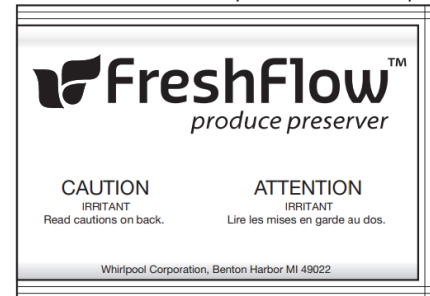 FreshFlow™
produce preserver
CAUTION
IRRITANT
Read cautions on back.
ATTENTION
IRRITANT
Lire les mises en garde au dos.
Whirlpool Corporation, Benton Harbor MI 49022